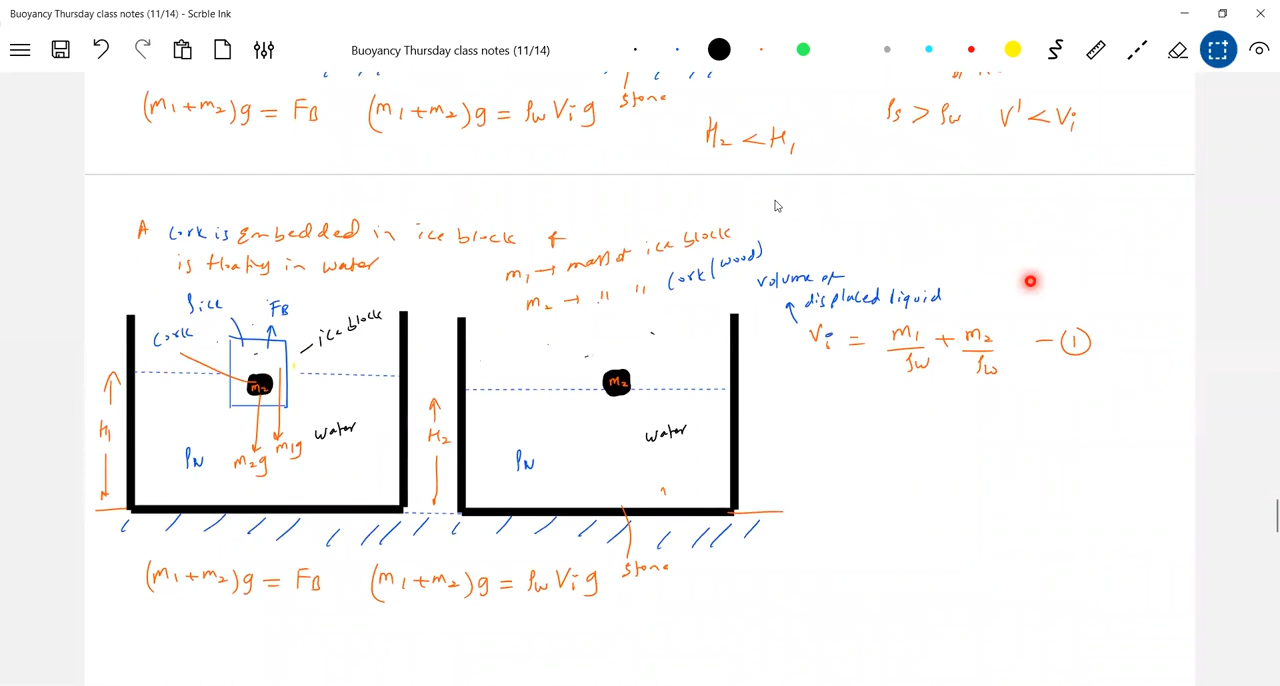 Buoyancy Thursday class notes (11/14) - Scrble Ink
Buoyancy Thursday class notes (11/14)
(m₁+m₂)g = FB (m₁+m₂)g = ρw Vi g
stone
H₂ < H₁
ρs > ρw V' < Vi
A cork is Embedded in ice block &
is floating in water
m₁ → mass of ice block
m₂ → " " cork (wood)
volume of
displaced liquid
Vi = m₁/ρw + m₂/ρw - ①
ρice
FB
ice block
cork
m₂
H₁
water
ρw
m₂g
m₁g
m₂
H₂
water
ρw
stone
(m₁+m₂)g = FB (m₁+m₂)g = ρw Vi g